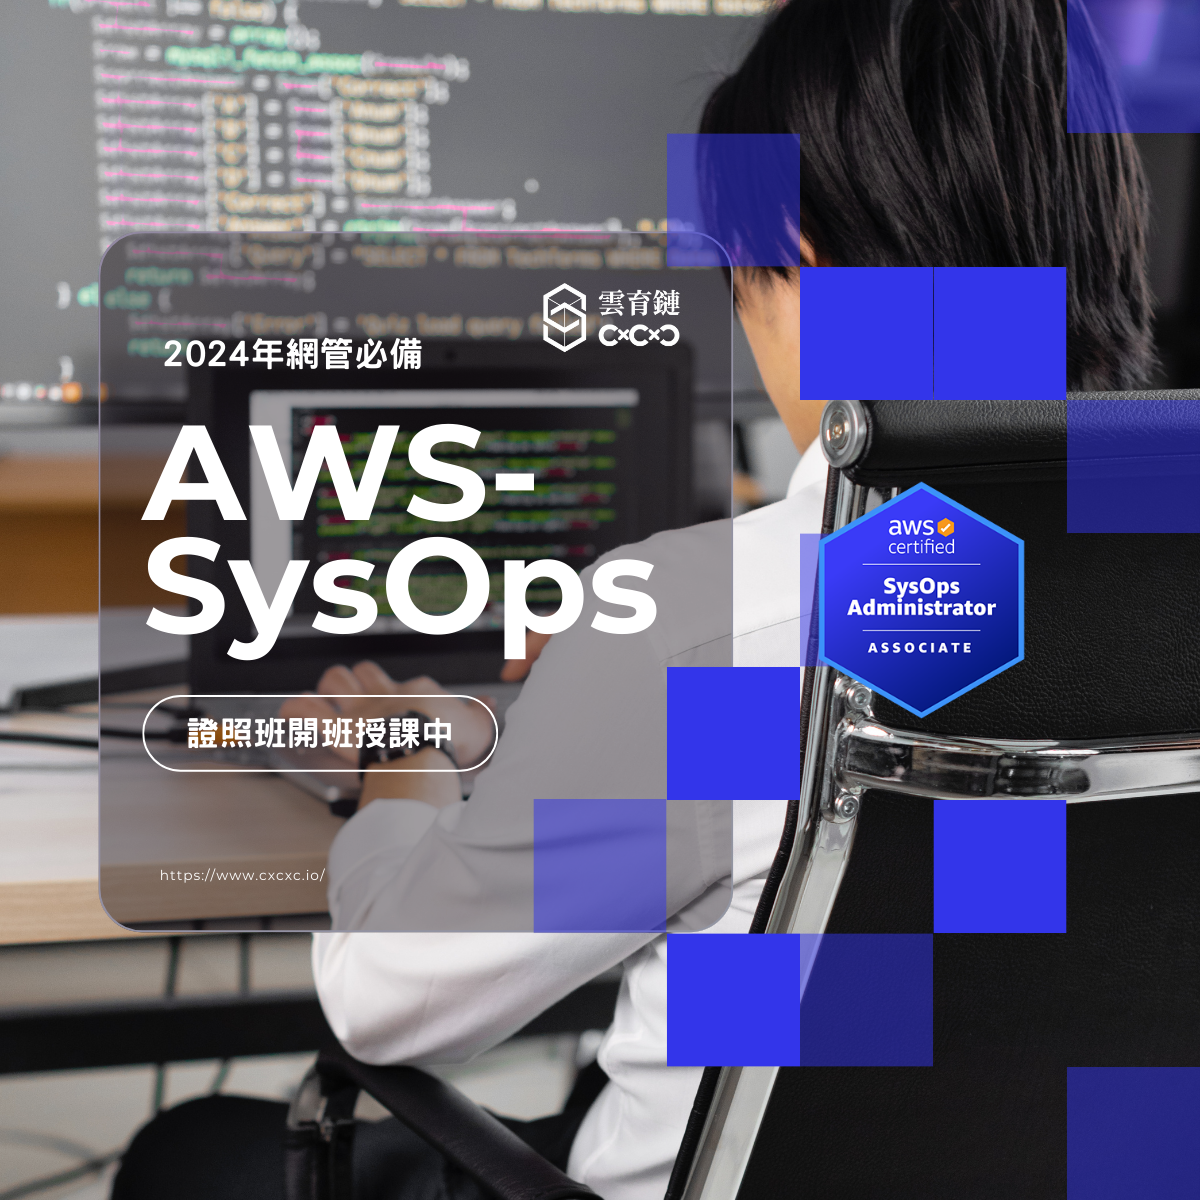 雲育鏈
CXCXC
2024年網管必備
AWS-
SysOps
證照班開班授課中
https://www.cxcxc.io/
aws
certified
SysOps
Administrator
ASSOCIATE